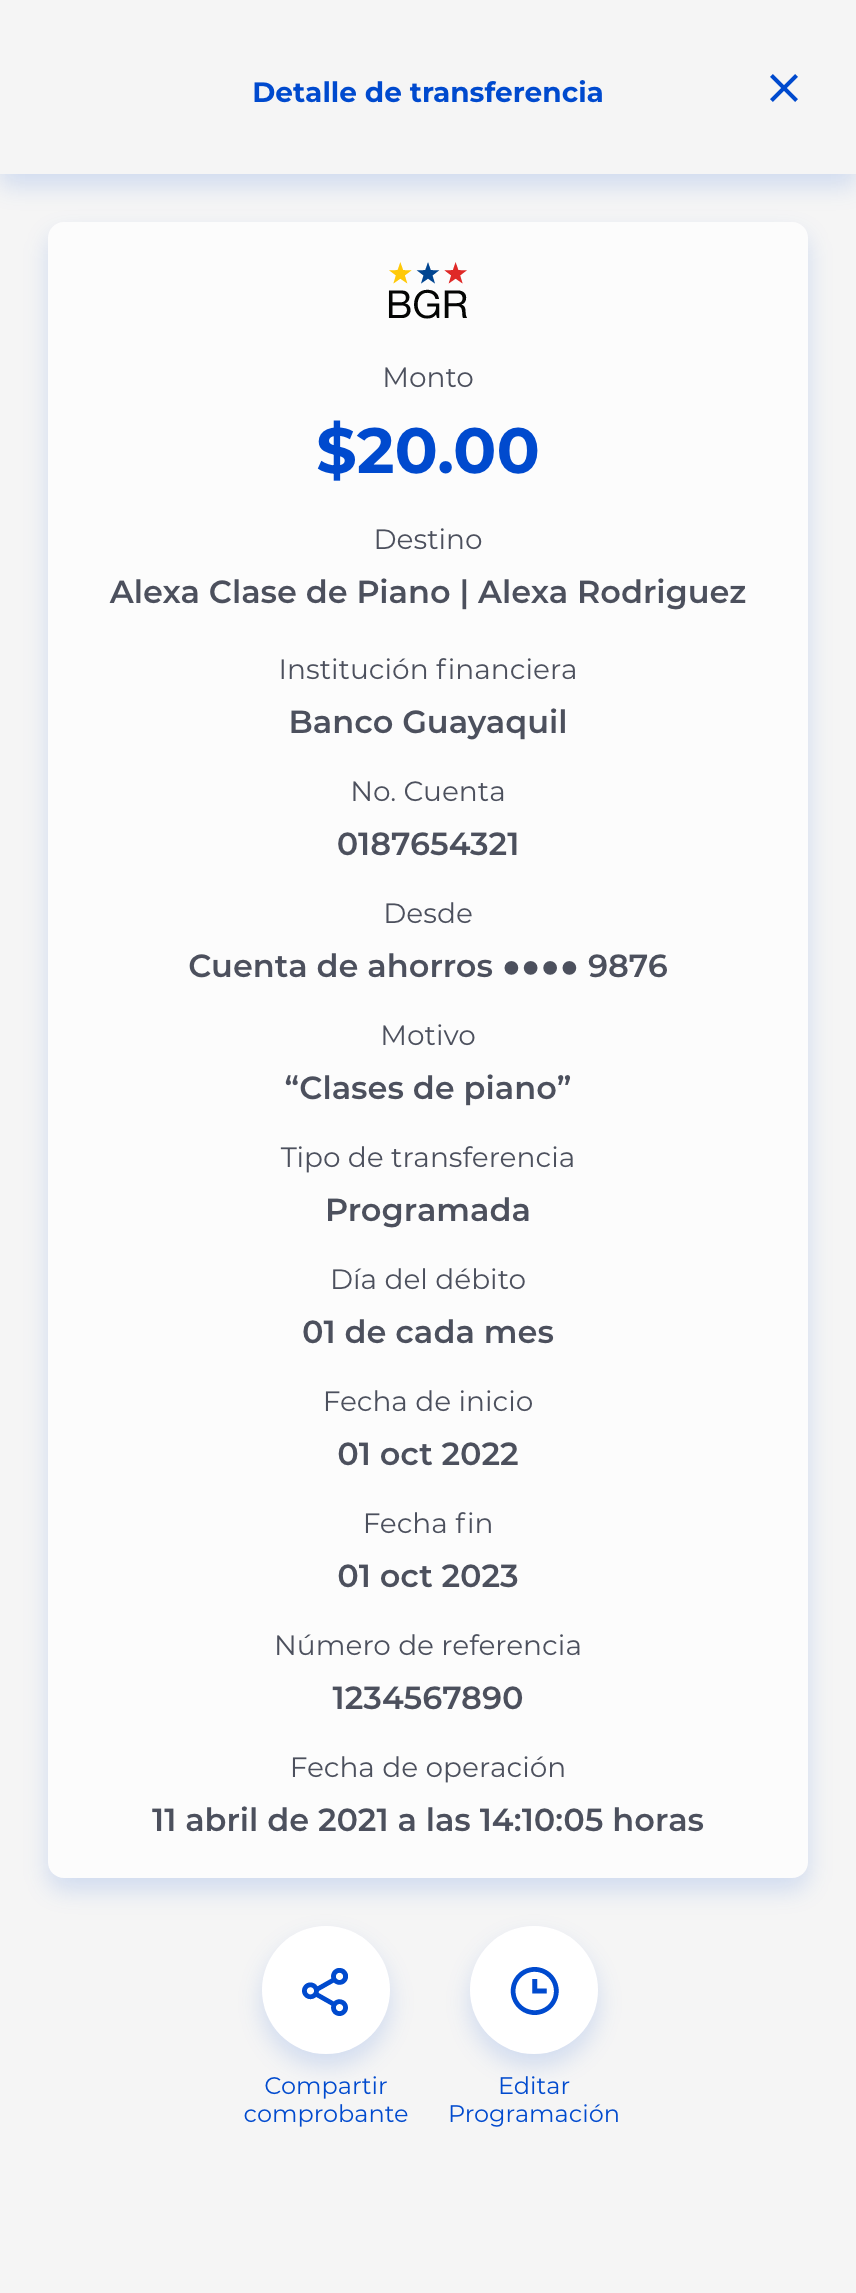 Detalle de transferencia
BGR
Monto
$20.00
Destino
Alexa Clase de Piano | Alexa Rodriguez
Institución financiera
Banco Guayaquil
No. Cuenta
0187654321
Desde
Cuenta de ahorros •••• 9876
Motivo
“Clases de piano”
Tipo de transferencia
Programada
Día del débito
01 de cada mes
Fecha de inicio
01 oct 2022
Fecha fin
01 oct 2023
Número de referencia
1234567890
Fecha de operación
11 abril de 2021 a las 14:10:05 horas
Compartir
comprobante
Editar
Programación